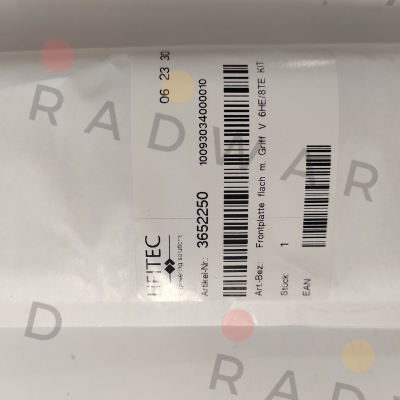 06 23 30
HEITEC
Artikel-Nr.: 3652250 10093034000010
Art-Bez.: Frontplatte flach m. Griff V 6HE/8TE KIT
Stück: 1
EAN
RADWAR
RADWAR